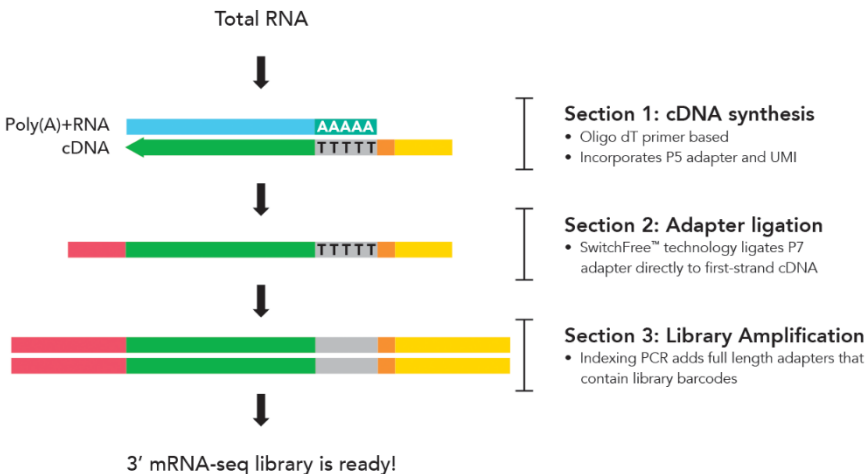 Total RNA
Poly(A)+RNA
AAAAA
cDNA
TTTTT
Section 1: cDNA synthesis
• Oligo dT primer based
• Incorporates P5 adapter and UMI
TTTTT
Section 2: Adapter ligation
• SwitchFree™ technology ligates P7
adapter directly to first-strand cDNA
Section 3: Library Amplification
• Indexing PCR adds full length adapters that
contain library barcodes
3’ mRNA-seq library is ready!